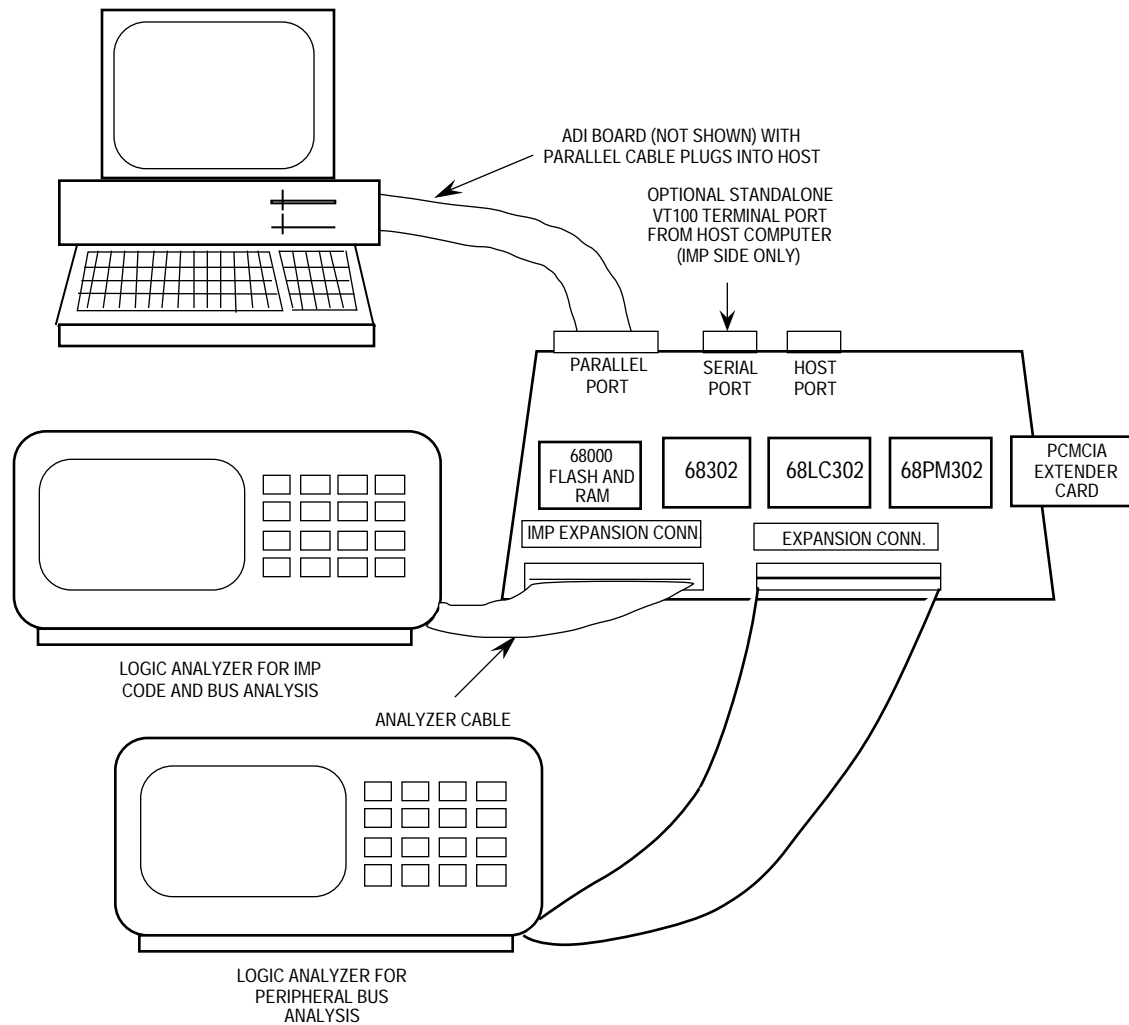 ADI BOARD (NOT SHOWN) WITH
PARALLEL CABLE PLUGS INTO HOST
OPTIONAL STANDALONE
VT100 TERMINAL PORT
FROM HOST COMPUTER
(IMP SIDE ONLY)
PARALLEL
PORT
SERIAL
PORT
HOST
PORT
68000
FLASH AND
RAM
68302
68LC302
68PM302
PCMCIA
EXTENDER
CARD
IMP EXPANSION CONN.
EXPANSION CONN.
LOGIC ANALYZER FOR IMP
CODE AND BUS ANALYSIS
ANALYZER CABLE
LOGIC ANALYZER FOR
PERIPHERAL BUS
ANALYSIS